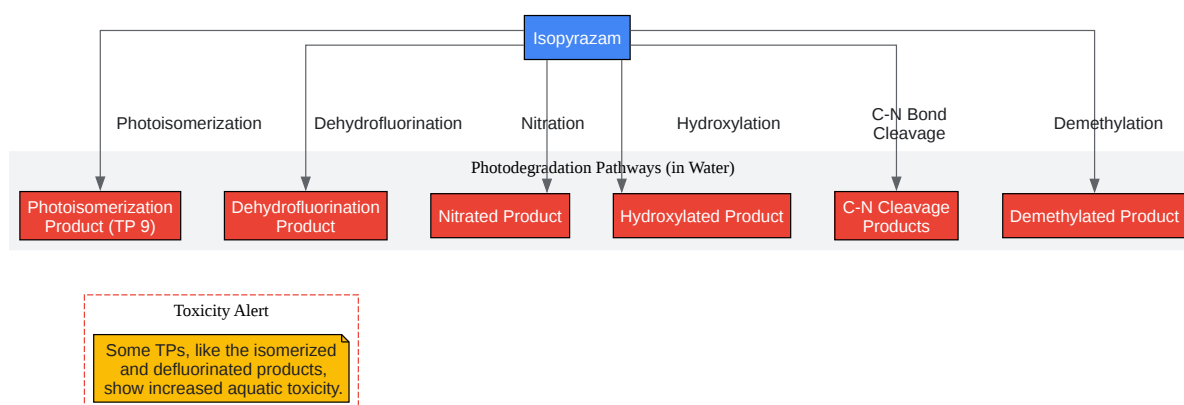 Isopyrazam
Photoisomerization
Dehydrofluorination
Nitration
Hydroxylation
C-N Bond
Cleavage
Demethylation
Photodegradation Pathways (in Water)
Photoisomerization
Product (TP 9)
Dehydrofluorination
Product
Nitrated Product
Hydroxylated Product
C-N Cleavage
Products
Demethylated Product
Toxicity Alert
Some TPs, like the isomerized
and defluorinated products,
show increased aquatic toxicity.